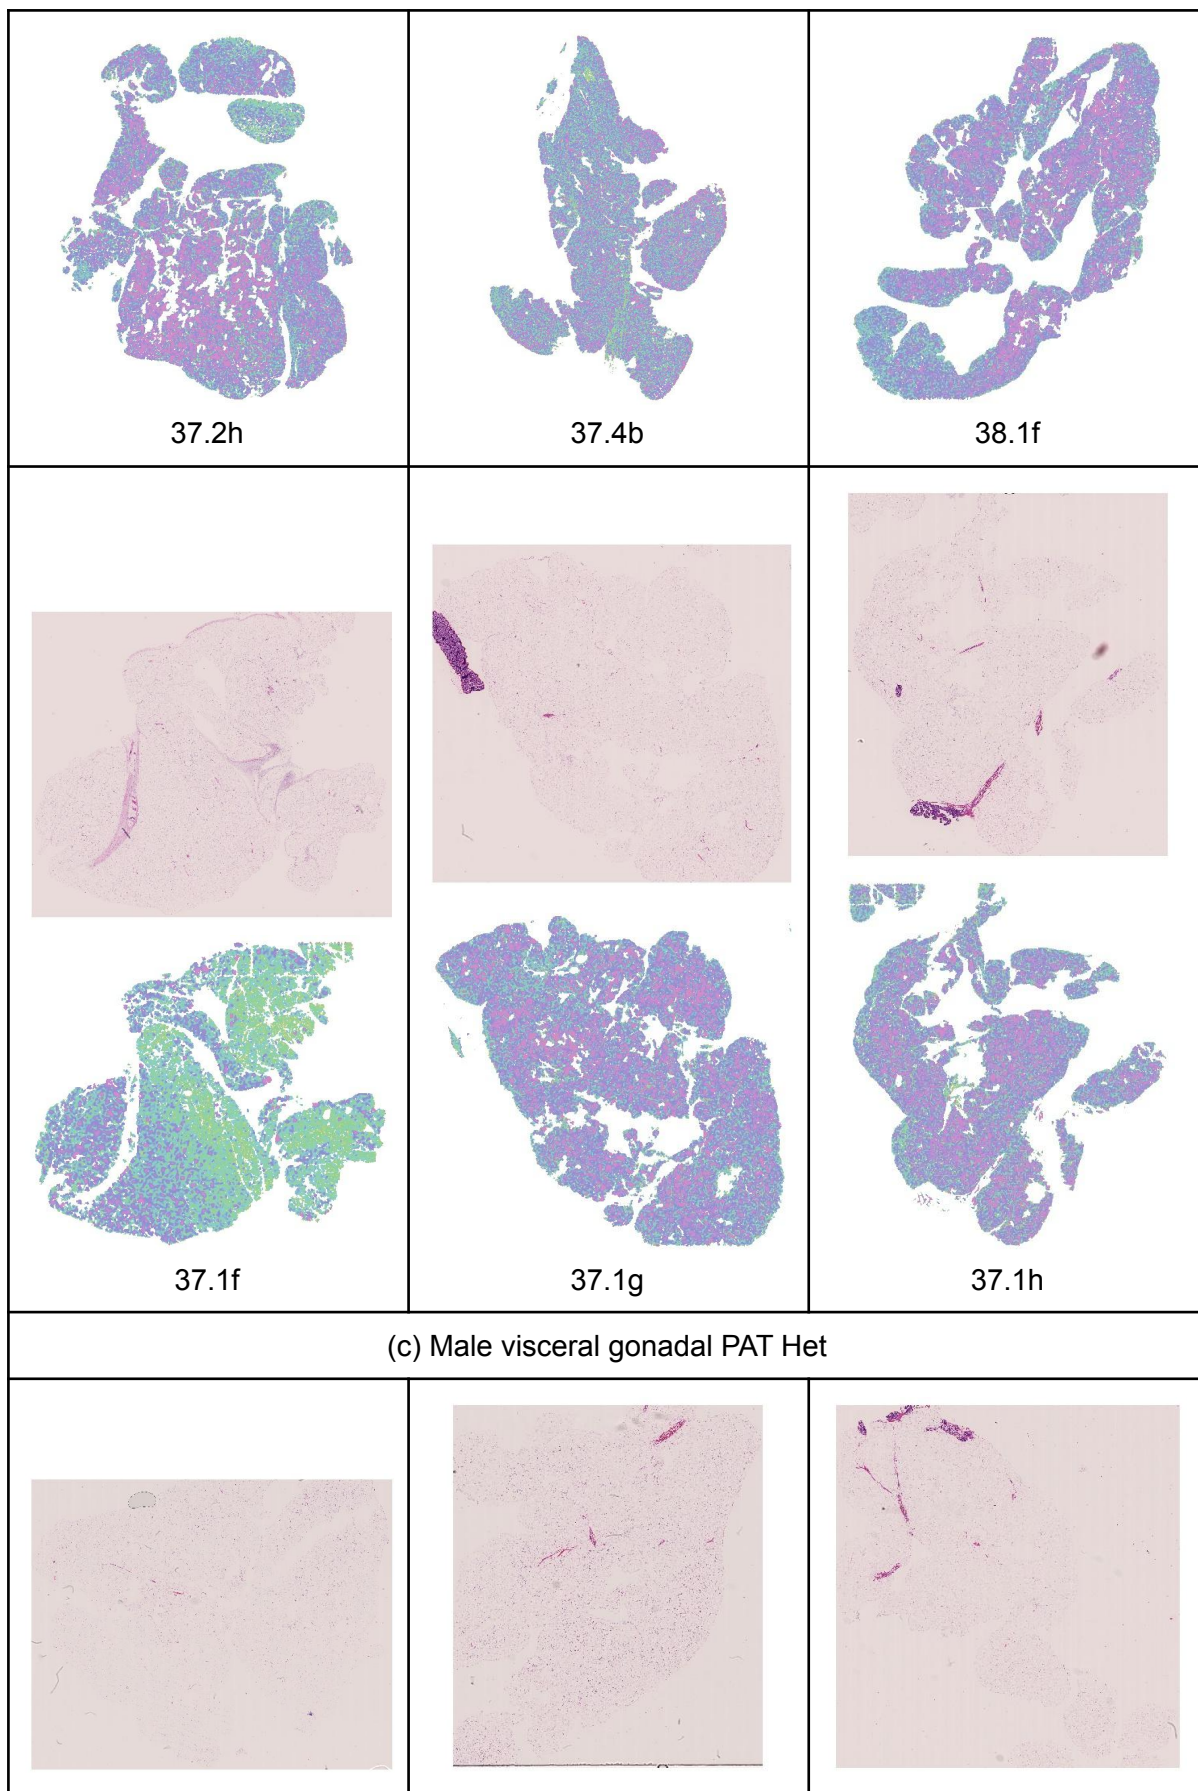 37.2h
37.4b
38.1f
37.1f
37.1g
37.1h
(c) Male visceral gonadal PAT Het